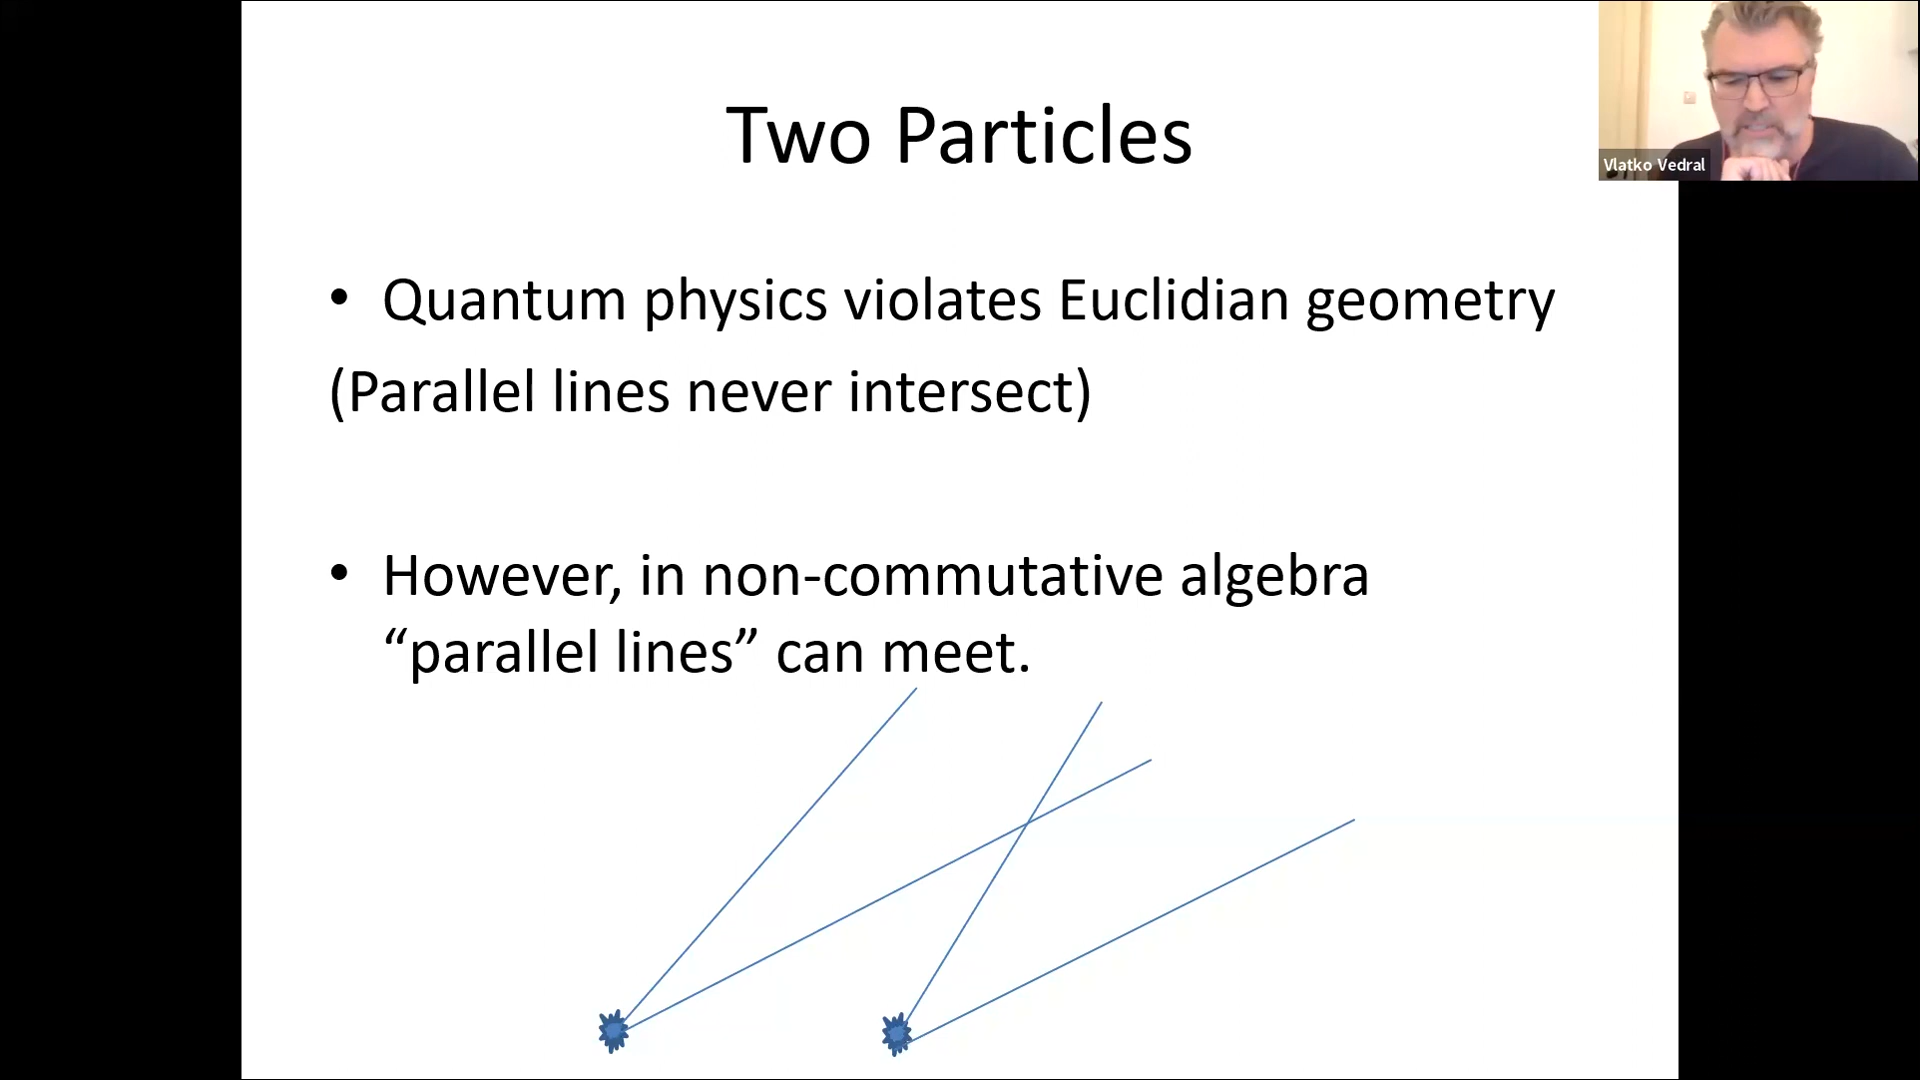 Two Particles
Vlatko Vedral
• Quantum physics violates Euclidian geometry
(Parallel lines never intersect)
• However, in non-commutative algebra
“parallel lines” can meet.